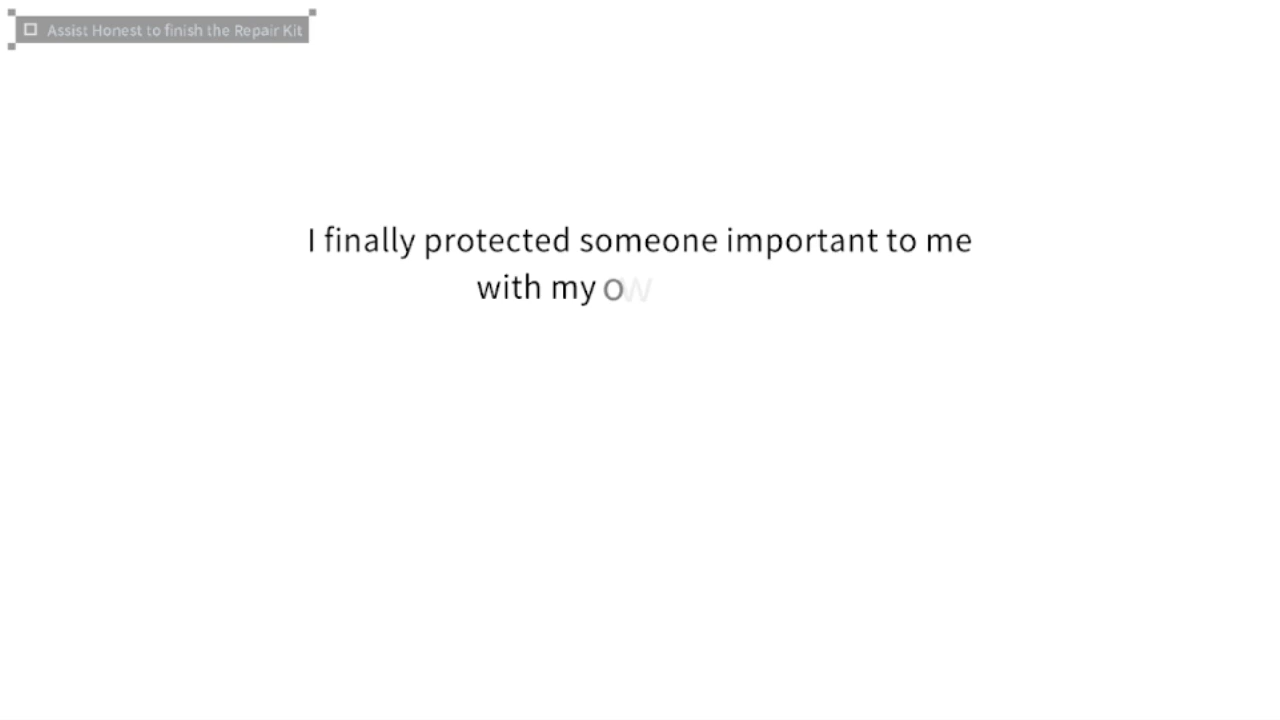 Assist Honest to finish the Repair Kit
I finally protected someone important to me
with my ow